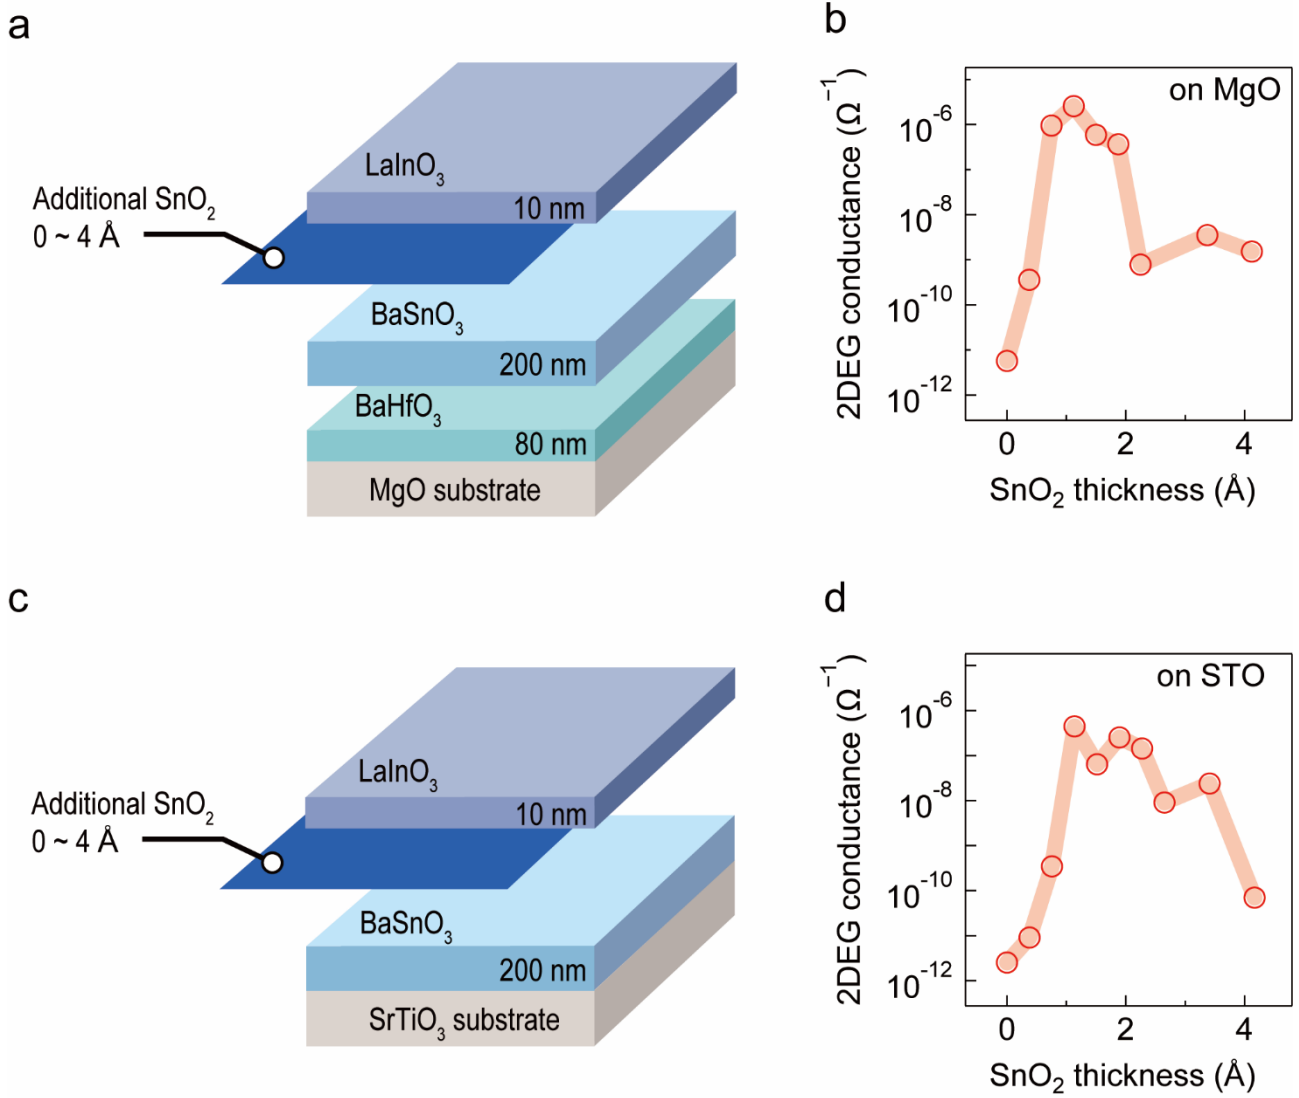 a
LaInO₃
10 nm
Additional SnO₂
0 ~ 4 Å
BaSnO₃
200 nm
BaHfO₃
80 nm
MgO substrate
b
on MgO
2DEG conductance (Ω⁻¹)
10⁻⁶
10⁻⁸
10⁻¹⁰
10⁻¹²
0 2 4
SnO₂ thickness (Å)
c
LaInO₃
10 nm
Additional SnO₂
0 ~ 4 Å
BaSnO₃
200 nm
SrTiO₃ substrate
d
on STO
2DEG conductance (Ω⁻¹)
10⁻⁶
10⁻⁸
10⁻¹⁰
10⁻¹²
0 2 4
SnO₂ thickness (Å)